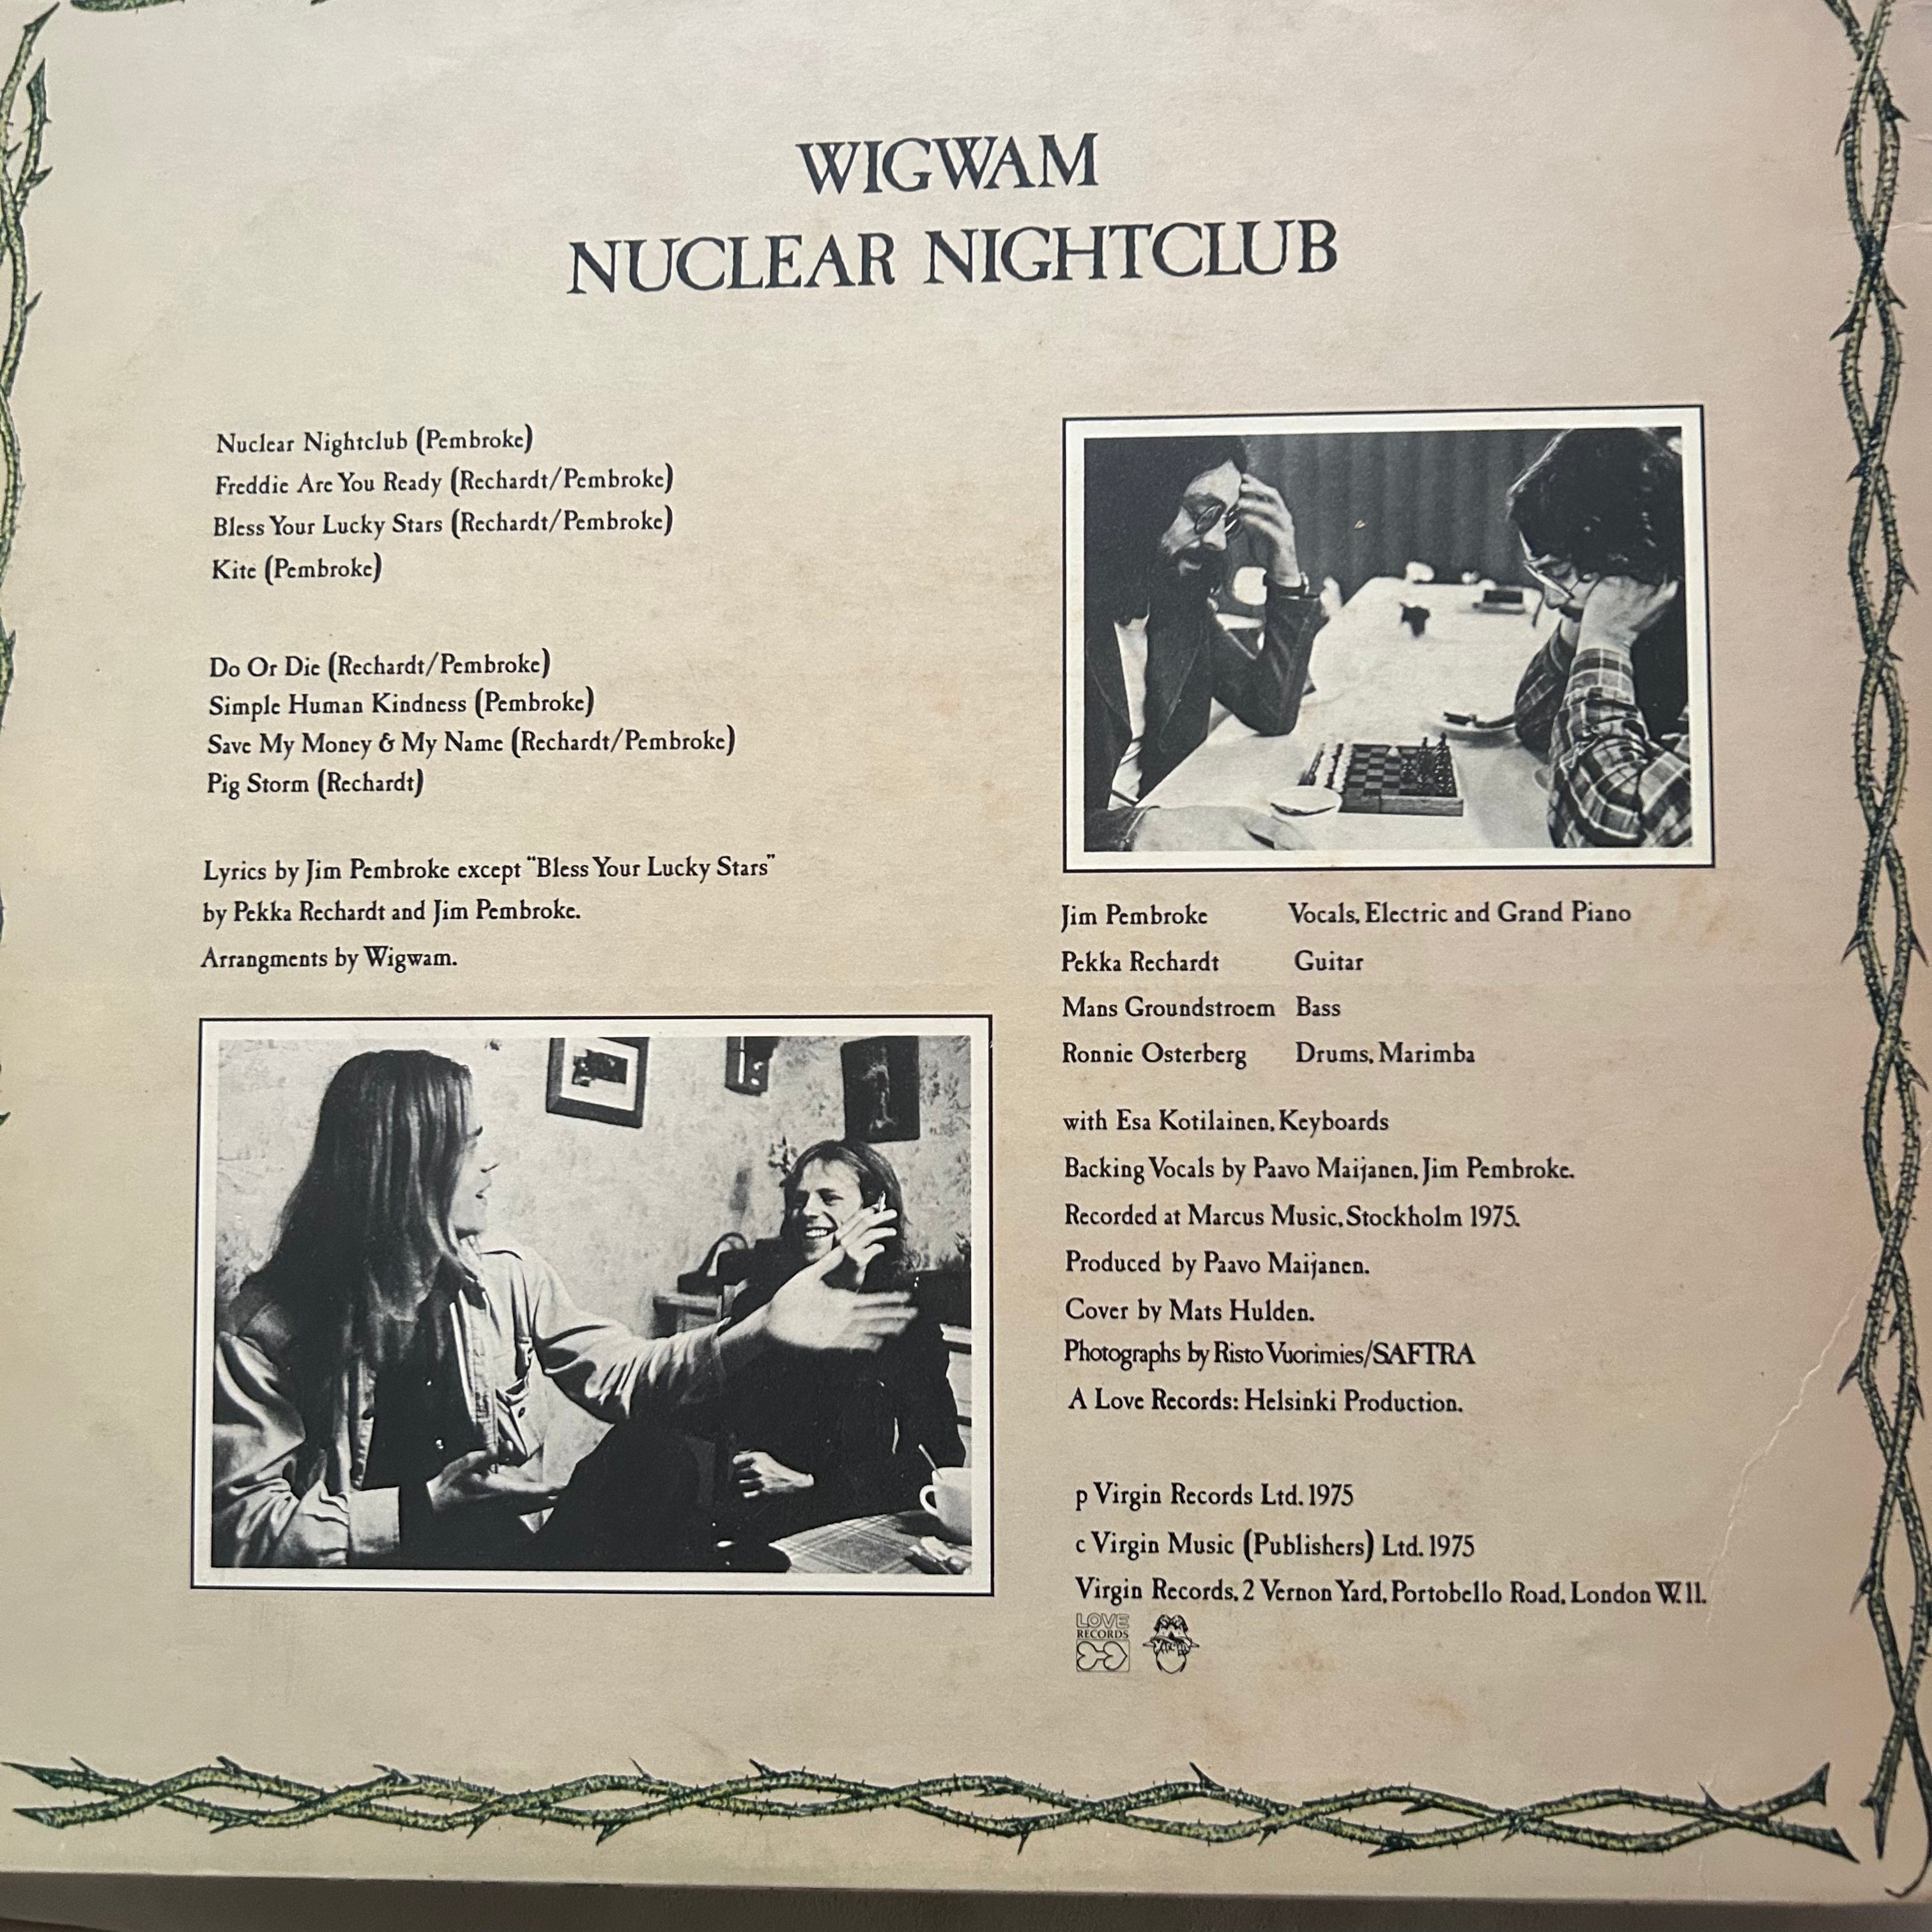 WIGWAM
NUCLEAR NIGHTCLUB
Nuclear Nightclub (Pembroke)
Freddie Are You Ready (Rechardt/Pembroke)
Bless Your Lucky Stars (Rechardt/Pembroke)
Kite (Pembroke)
Do Or Die (Rechardt/Pembroke)
Simple Human Kindness (Pembroke)
Save My Money & My Name (Rechardt/Pembroke)
Pig Storm (Rechardt)
Lyrics by Jim Pembroke except "Bless Your Lucky Stars"
by Pekka Rechardt and Jim Pembroke.
Arrangments by Wigwam.
Jim Pembroke Vocals, Electric and Grand Piano
Pekka Rechardt Guitar
Mans Groundstroem Bass
Ronnie Osterberg Drums, Marimba
with Esa Kotilainen, Keyboards
Backing Vocals by Paavo Maijanen, Jim Pembroke.
Recorded at Marcus Music, Stockholm 1975.
Produced by Paavo Maijanen.
Cover by Mats Hulden.
Photographs by Risto Vuorimies/SAFTRA
A Love Records: Helsinki Production.
p Virgin Records Ltd. 1975
c Virgin Music (Publishers) Ltd. 1975
Virgin Records, 2 Vernon Yard, Portobello Road, London W.11.
LOVE
RECORDS
VIRGIN